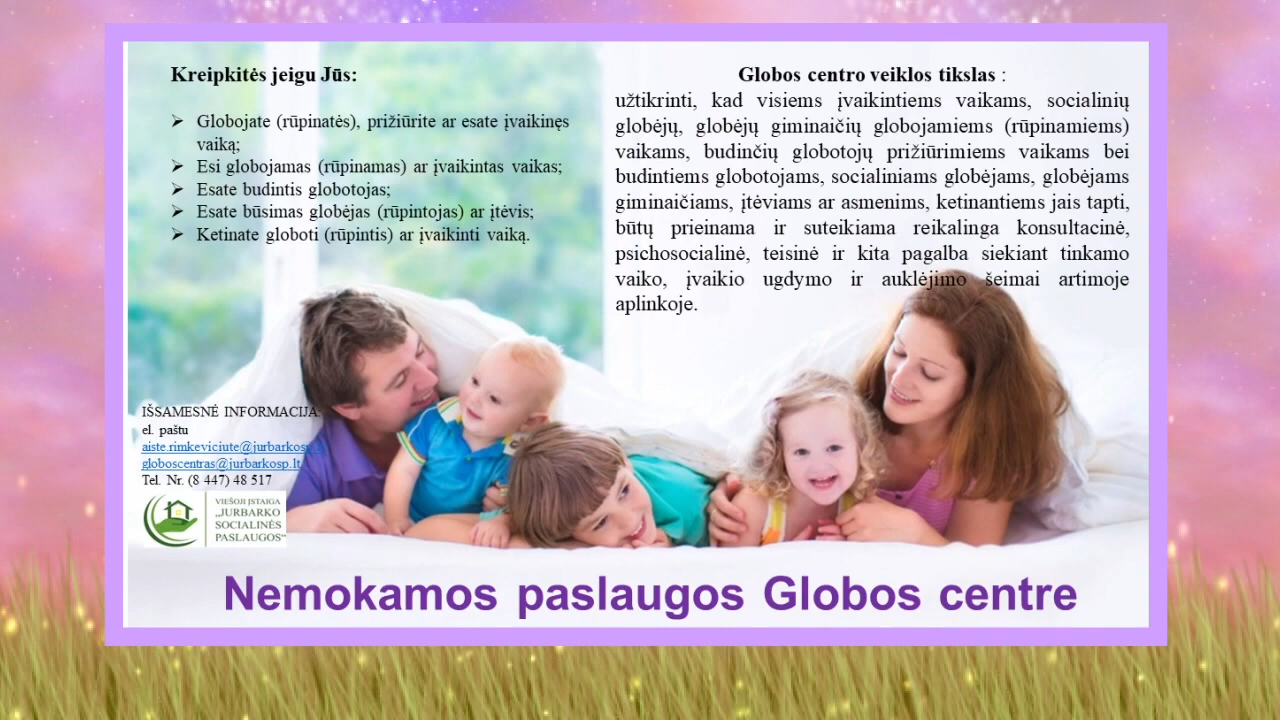 Kreipkitės jeigu Jūs:
➢ Globojate (rūpinatės), prižiūrite ar esate įvaikinęs
vaiką;
➢ Esi globojamas (rūpinamas) ar įvaikintas vaikas;
➢ Esate budintis globotojas;
➢ Esate būsimas globėjas (rūpintojas) ar įtėvis;
➢ Ketinate globoti (rūpintis) ar įvaikinti vaiką.
Globos centro veiklos tikslas :
užtikrinti, kad visiems įvaikintiems vaikams, socialinių
globėjų, globėjų giminaičių globojamiems (rūpinamiems)
vaikams, budinčių globotojų prižiūrimiems vaikams bei
budintiems globotojams, socialiniams globėjams, globėjams
giminaičiams, įtėviams ar asmenims, ketinantiems jais tapti,
būtų prieinama ir suteikiama reikalinga konsultacinė,
psichosocialinė, teisinė ir kita pagalba siekiant tinkamo
vaiko, įvaikio ugdymo ir auklėjimo šeimai artimoje
aplinkoje.
IŠSAMESNĖ INFORMACIJA:
el. paštu
globoscentras@jurbarkosp.lt
Tel. Nr. (8 447) 48 517
VIEŠOJI ĮSTAIGA
„JURBARKO
SOCIALINĖS
PASLAUGOS“
Nemokamos paslaugos Globos centre